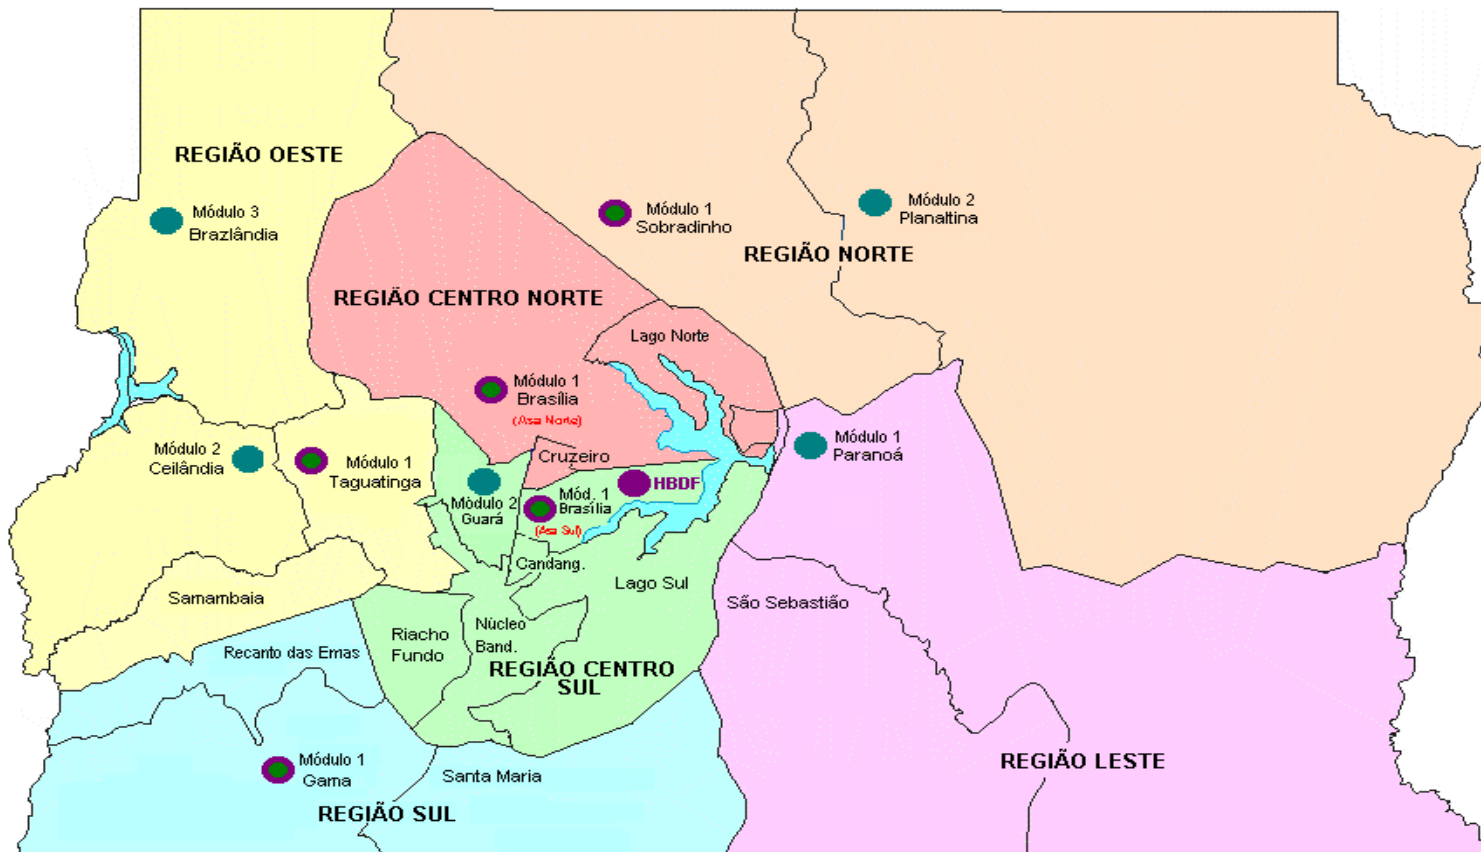 REGIÃO OESTE
Módulo 3
Brazlândia
Módulo 1
Sobradinho
Módulo 2
Planaltina
REGIÃO NORTE
REGIÃO CENTRO NORTE
Lago Norte
Módulo 1
Brasília
(Asa Norte)
Módulo 2
Ceilândia
Módulo 1
Taguatinga
Cruzeiro
Módulo 1
Paranoá
Módulo 2
Guará
Mód. 1
Brasília
(Asa Sul)
HBDF
Candang.
Lago Sul
Samambaia
São Sebastião
Riacho
Fundo
Núcleo
Band.
Recanto das Emas
REGIÃO CENTRO
SUL
Módulo 1
Gama
Santa Maria
REGIÃO LESTE
REGIÃO SUL